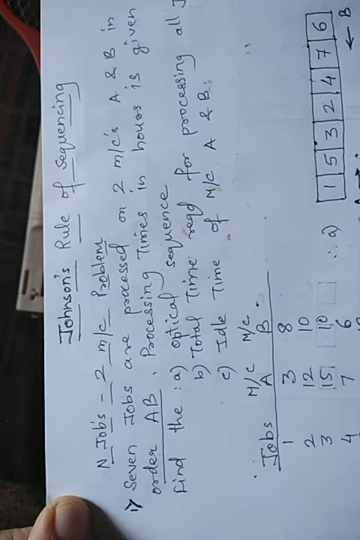 Johnson's Rule of Sequencing
N Job's - 2 m/c Problem
1) Seven Jobs are processed on 2 m/c's A & B in
order AB. Processing Times in hours is given
Find the : a) optical sequence
b) Total Time reqd for processing all
c) Idle Time of M/C A & B.
Jobs M/C A M/C B
1 3 8
2 12 10
3 15 10
4 7 6
∴ a) 1 5 3 2 4 7 6
A → ← B